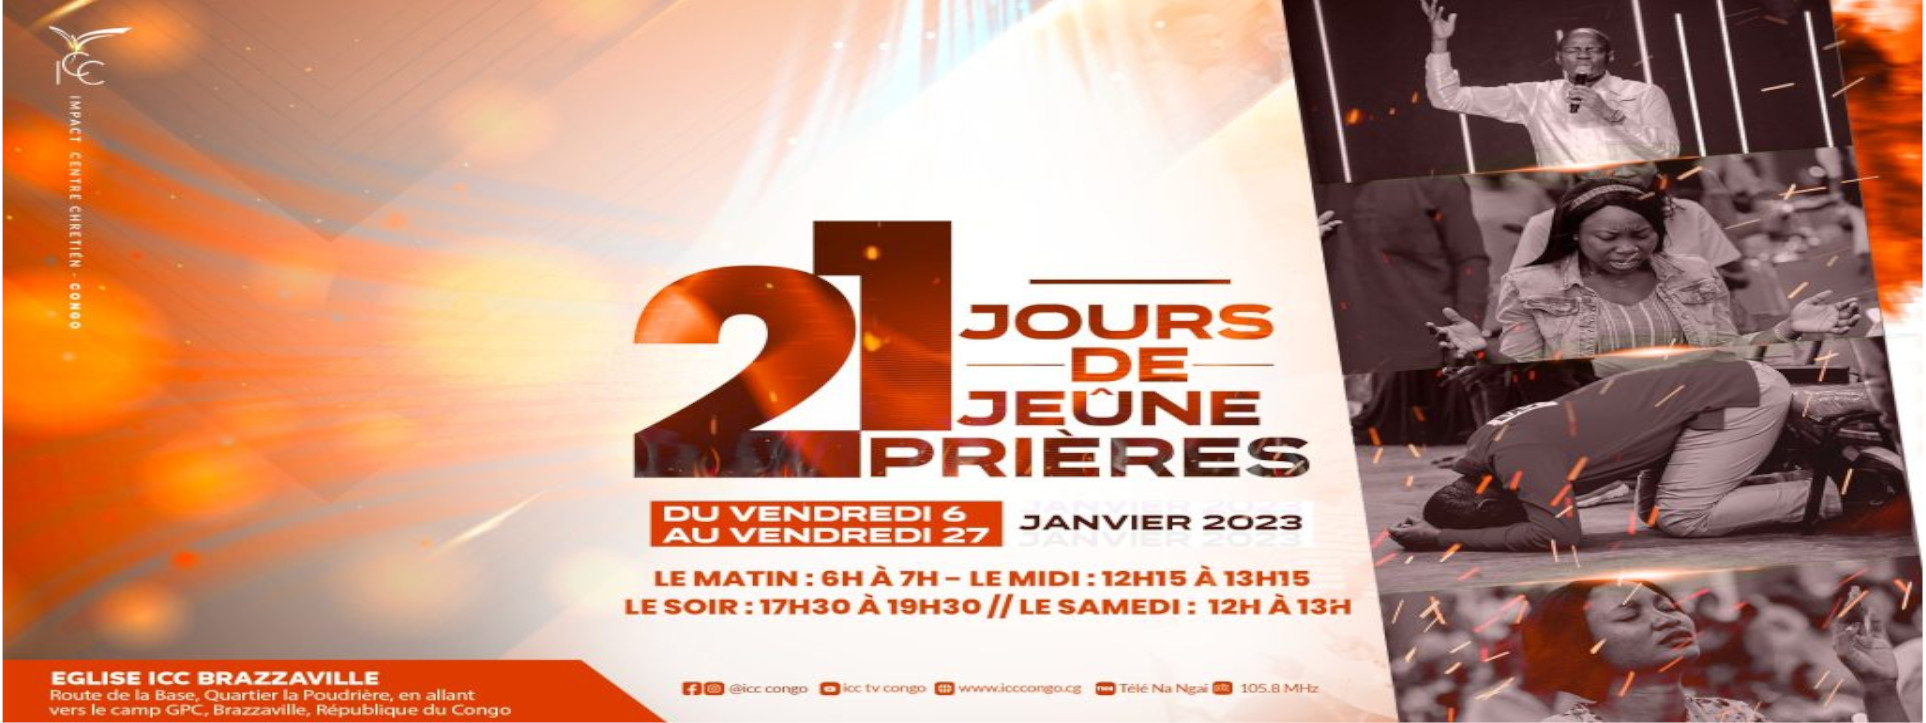 ICC
IMPACT CENTRE CHRETIEN - CONGO
21
JOURS
DE
JEÛNE
PRIÈRES
DU VENDREDI 6
AU VENDREDI 27
JANVIER 2023
LE MATIN : 6H À 7H – LE MIDI : 12H15 À 13H15
LE SOIR : 17H30 À 19H30 // LE SAMEDI : 12H À 13H
EGLISE ICC BRAZZAVILLE
Route de la Base, Quartier la Poudrière, en allant
vers le camp GPC, Brazzaville, République du Congo
@icc congo icc tv congo www.icccongo.cg Télé Na Ngai 105.8 MHz